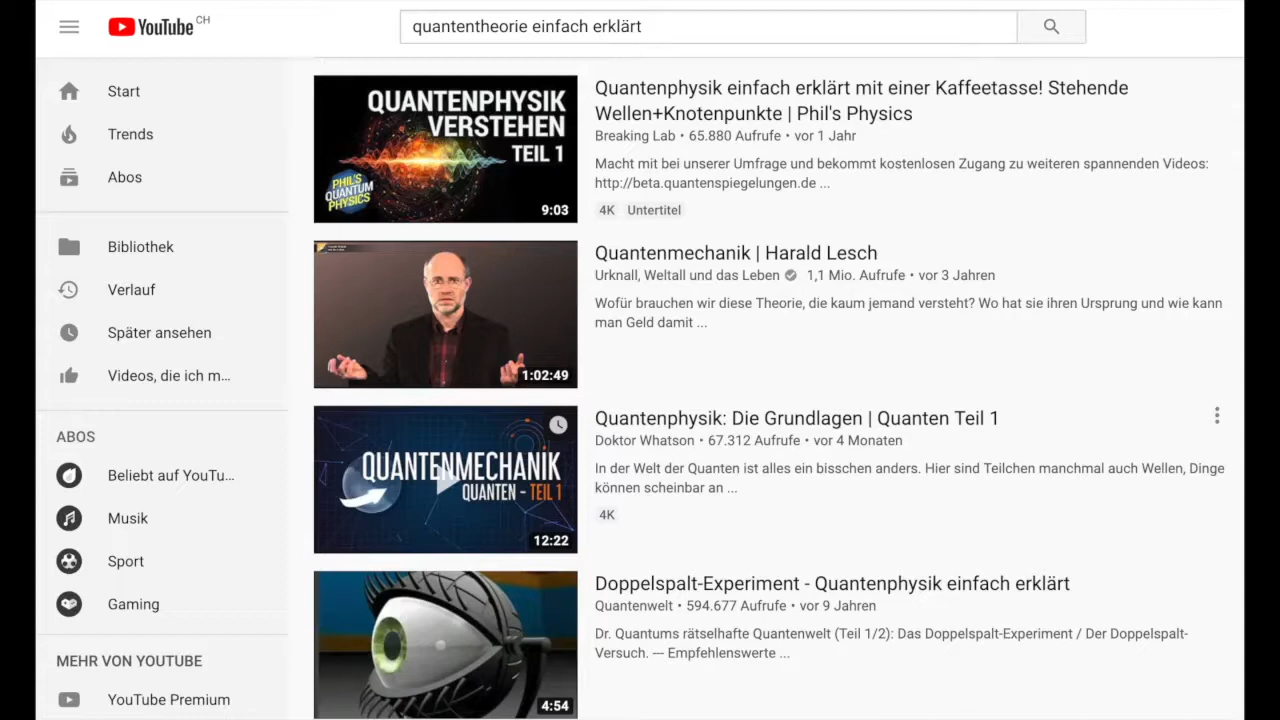 YouTube CH
quantentheorie einfach erklärt
Start
Trends
Abos
Bibliothek
Verlauf
Später ansehen
Videos, die ich m...
ABOS
Beliebt auf YouTu...
Musik
Sport
Gaming
MEHR VON YOUTUBE
YouTube Premium
QUANTENPHYSIK
VERSTEHEN
TEIL 1
PHIL'S
QUANTUM
PHYSICS
9:03
Quantenphysik einfach erklärt mit einer Kaffeetasse! Stehende
Wellen+Knotenpunkte | Phil's Physics
Breaking Lab • 65.880 Aufrufe • vor 1 Jahr
Macht mit bei unserer Umfrage und bekommt kostenlosen Zugang zu weiteren spannenden Videos:
http://beta.quantenspiegelungen.de ...
4K Untertitel
1:02:49
Quantenmechanik | Harald Lesch
Urknall, Weltall und das Leben 1,1 Mio. Aufrufe • vor 3 Jahren
Wofür brauchen wir diese Theorie, die kaum jemand versteht? Wo hat sie ihren Ursprung und wie kann
man Geld damit ...
QUANTENMECHANIK
QUANTEN - TEIL 1
12:22
Quantenphysik: Die Grundlagen | Quanten Teil 1
Doktor Whatson • 67.312 Aufrufe • vor 4 Monaten
In der Welt der Quanten ist alles ein bisschen anders. Hier sind Teilchen manchmal auch Wellen, Dinge
können scheinbar an ...
4K
4:54
Doppelspalt-Experiment - Quantenphysik einfach erklärt
Quantenwelt • 594.677 Aufrufe • vor 9 Jahren
Dr. Quantums rätselhafte Quantenwelt (Teil 1/2): Das Doppelspalt-Experiment / Der Doppelspalt-
Versuch. --- Empfehlenswerte ...